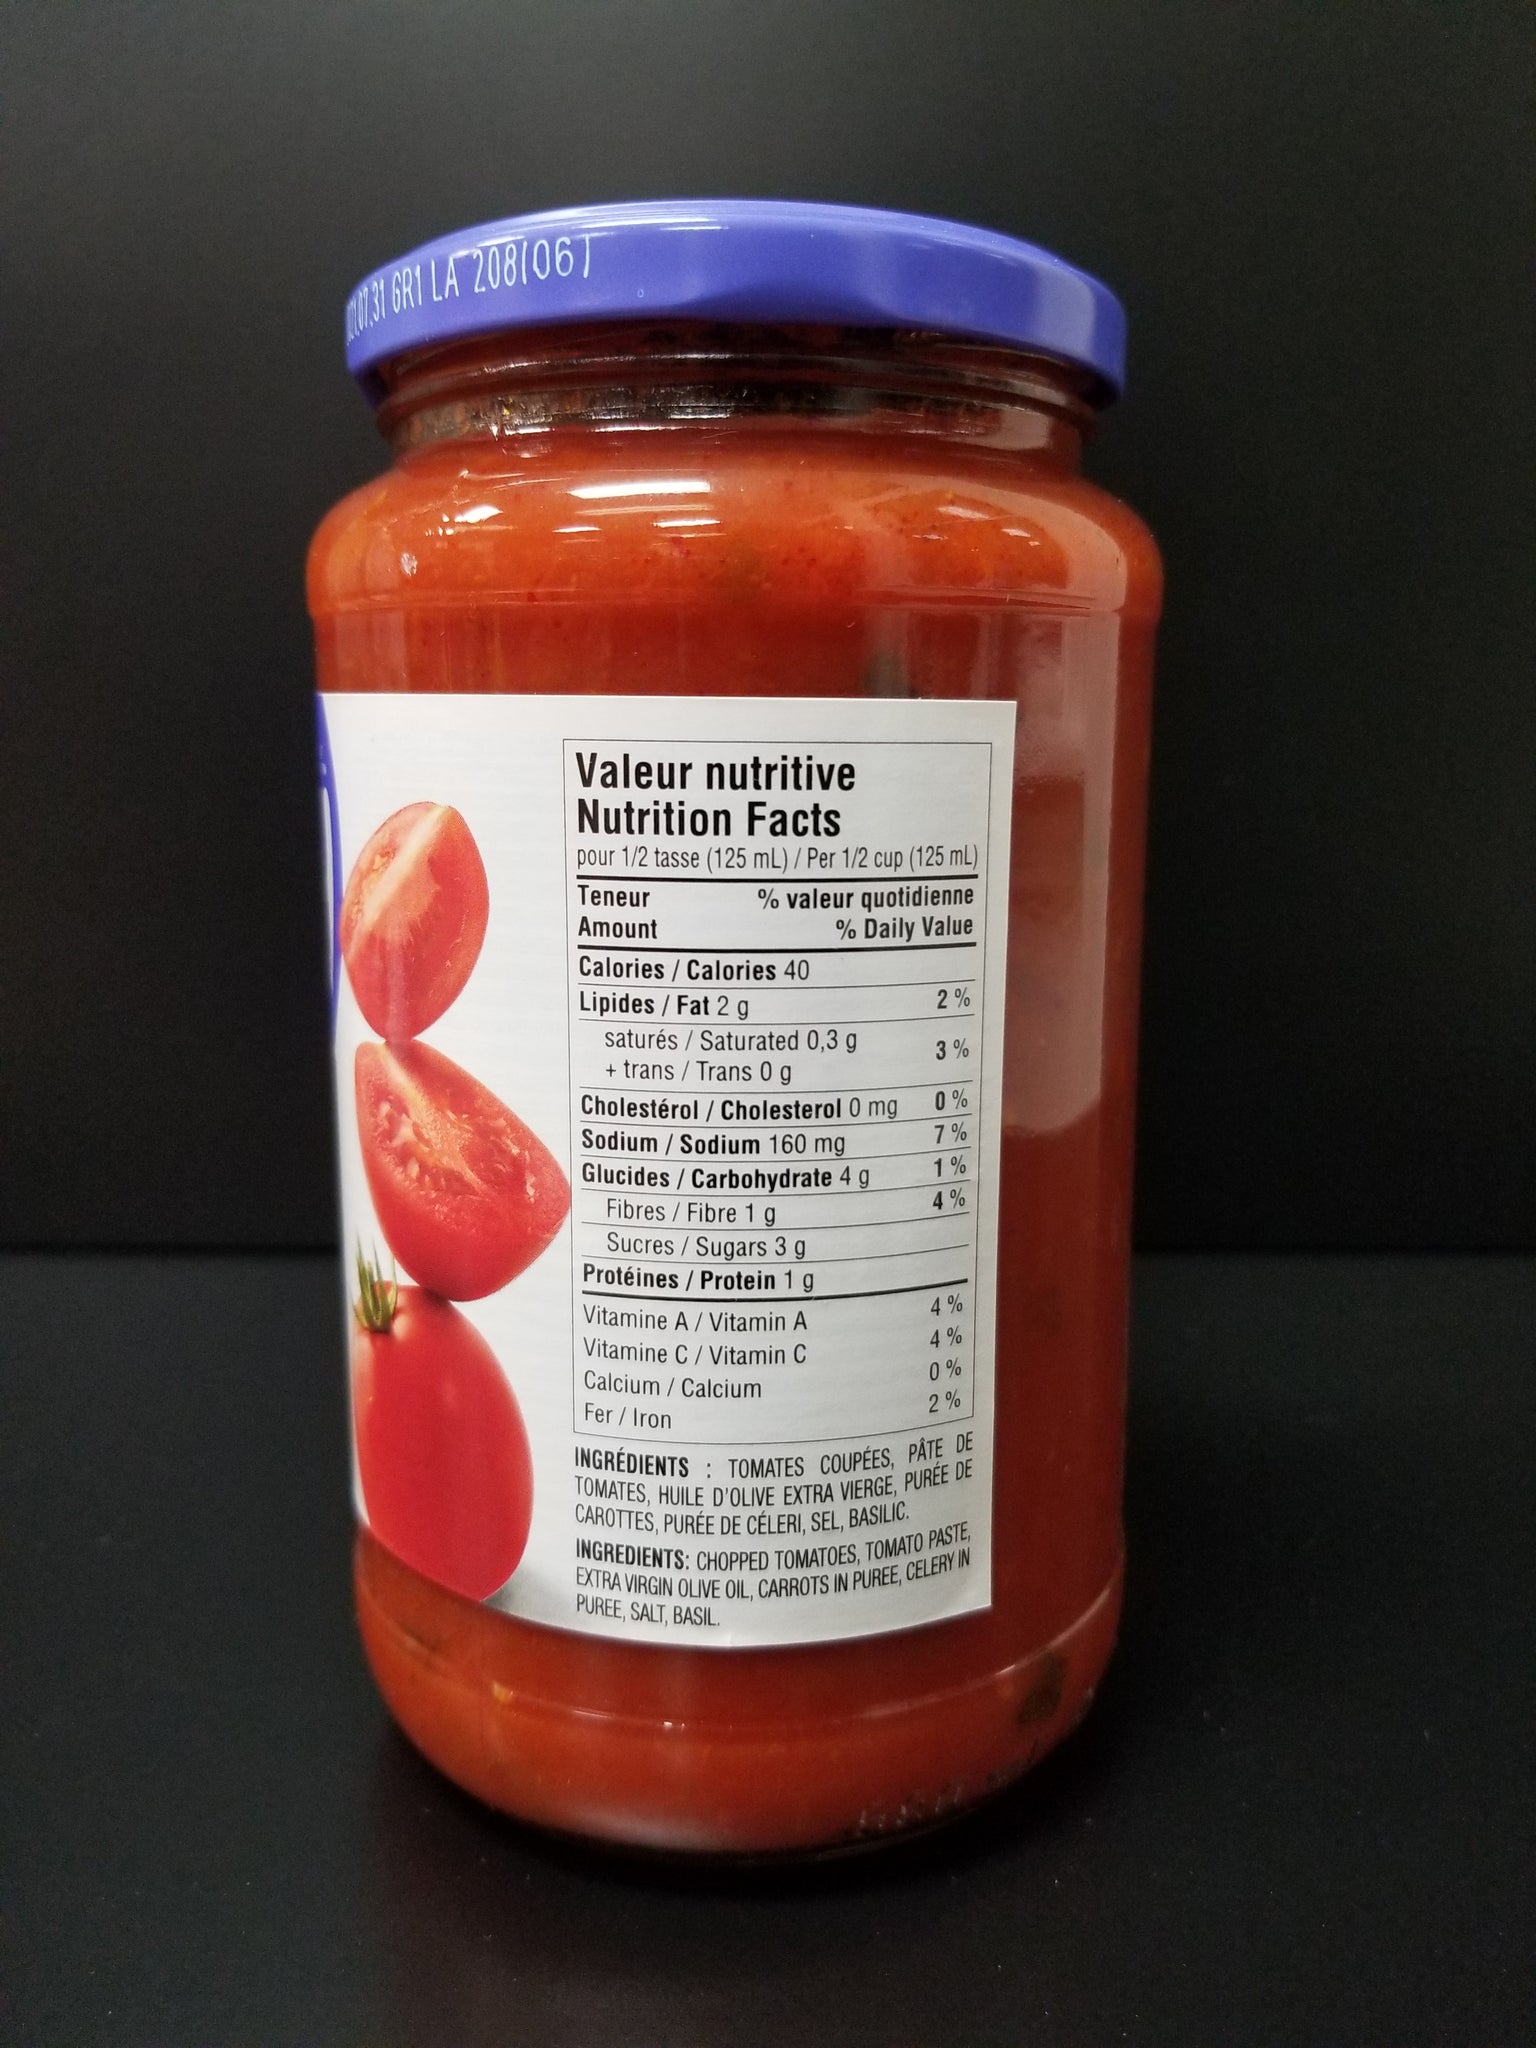 21.07.31 GR1 LA 208(06)
Valeur nutritive
Nutrition Facts
pour 1/2 tasse (125 mL) / Per 1/2 cup (125 mL)
Teneur % valeur quotidienne
Amount % Daily Value
Calories / Calories 40
Lipides / Fat 2 g 2 %
saturés / Saturated 0,3 g
+ trans / Trans 0 g 3 %
Cholestérol / Cholesterol 0 mg 0 %
Sodium / Sodium 160 mg 7 %
Glucides / Carbohydrate 4 g 1 %
Fibres / Fibre 1 g 4 %
Sucres / Sugars 3 g
Protéines / Protein 1 g
Vitamine A / Vitamin A 4 %
Vitamine C / Vitamin C 4 %
Calcium / Calcium 0 %
Fer / Iron 2 %
INGRÉDIENTS : TOMATES COUPÉES, PÂTE DE
TOMATES, HUILE D'OLIVE EXTRA VIERGE, PURÉE DE
CAROTTES, PURÉE DE CÉLERI, SEL, BASILIC.
INGREDIENTS: CHOPPED TOMATOES, TOMATO PASTE,
EXTRA VIRGIN OLIVE OIL, CARROTS IN PUREE, CELERY IN
PUREE, SALT, BASIL.